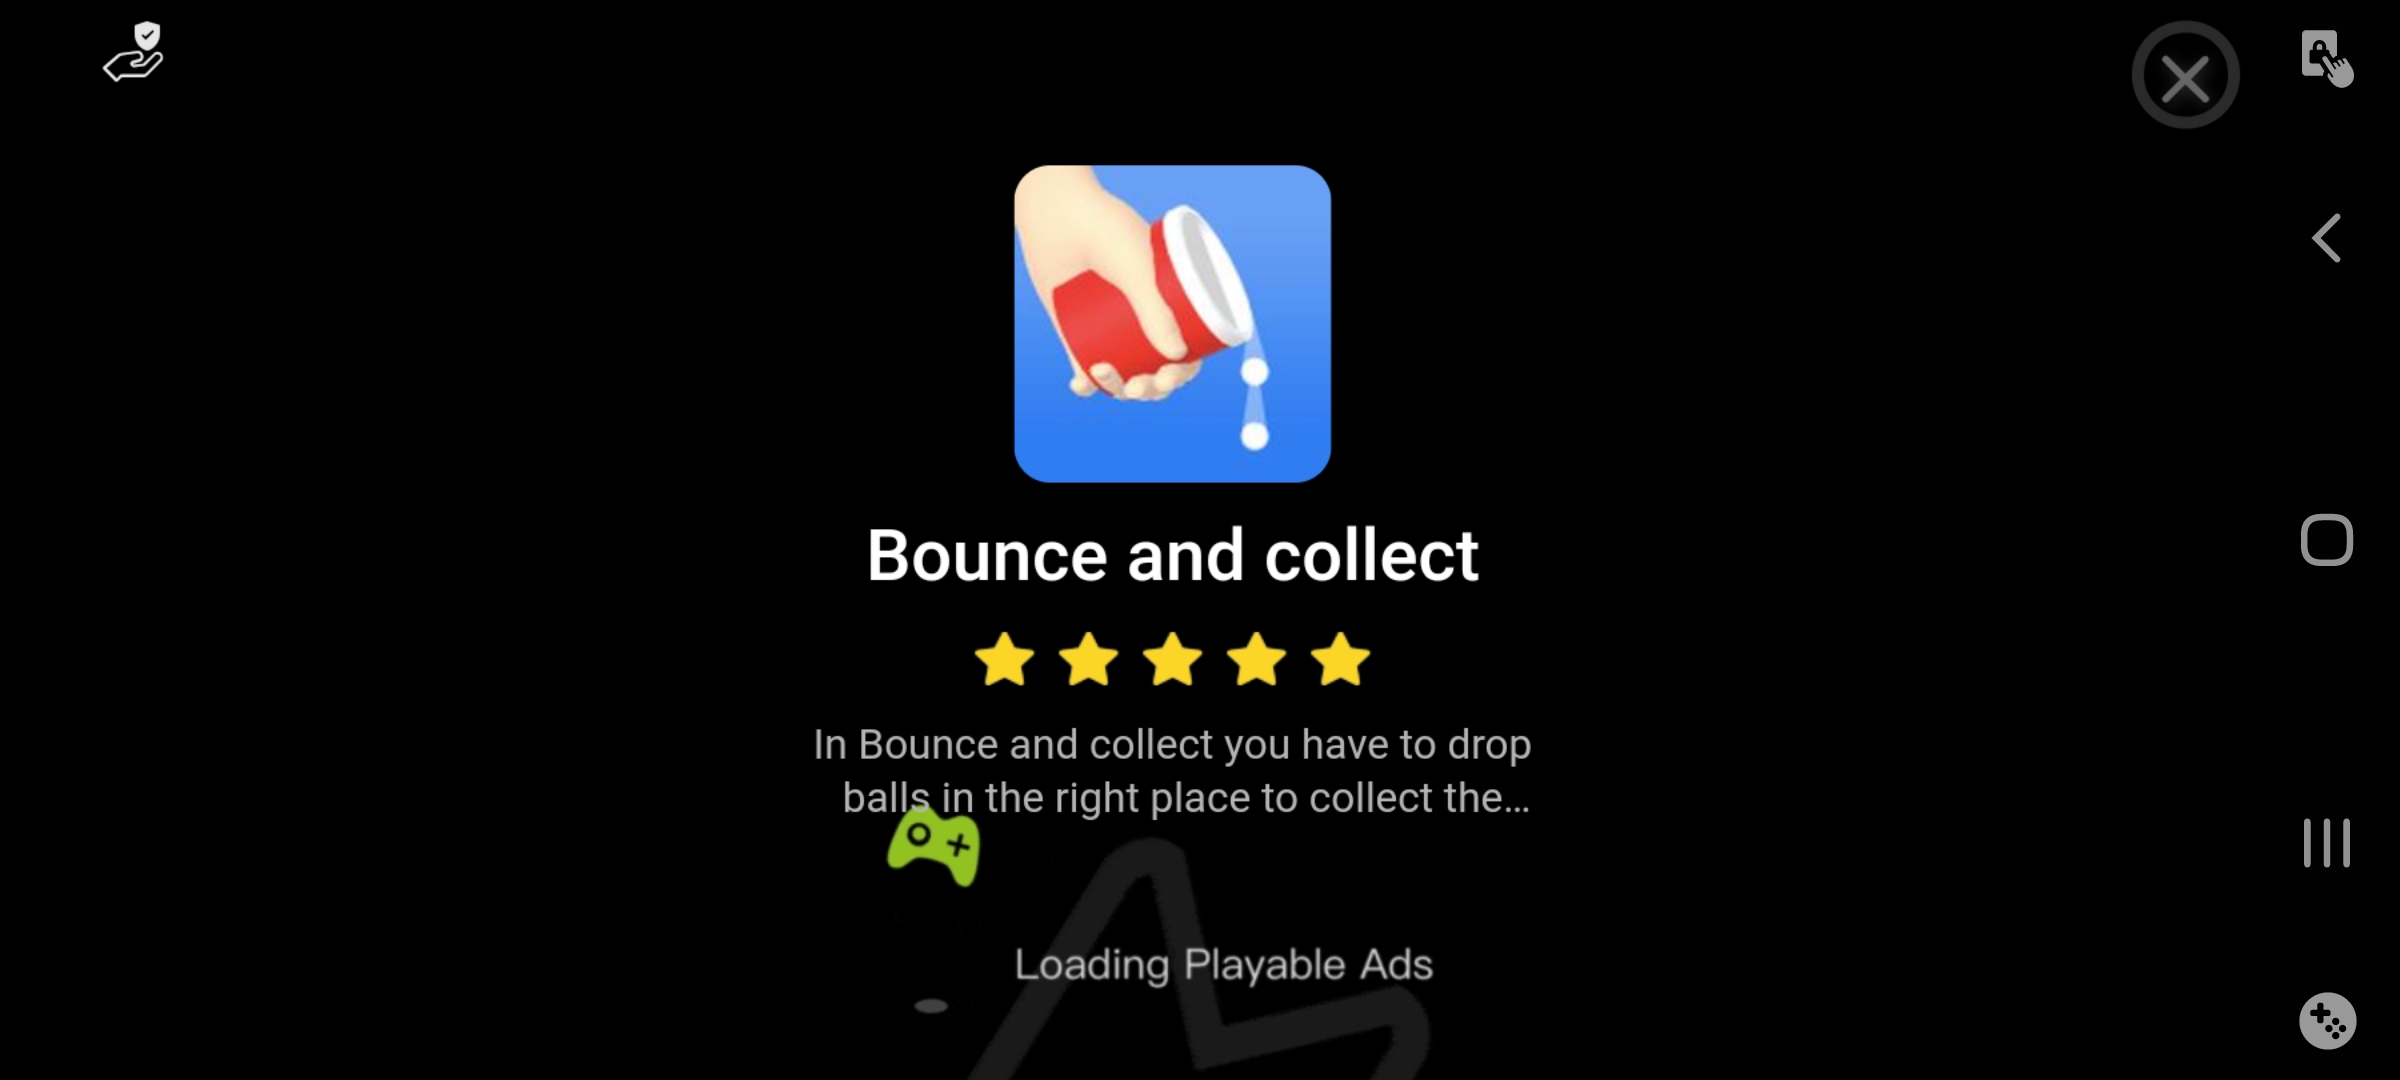 Bounce and collect
In Bounce and collect you have to drop
balls in the right place to collect the...
Loading Playable Ads